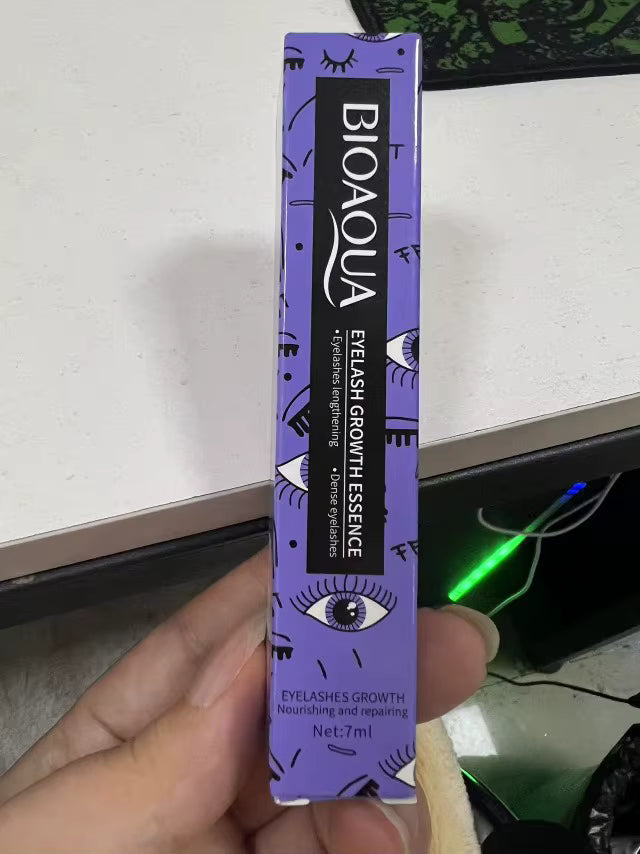 BIOAQUA
EYELASH GROWTH ESSENCE
•Eyelashes lengthening •Dense eyelashes
EYELASHES GROWTH
Nourishing and repairing
Net:7ml